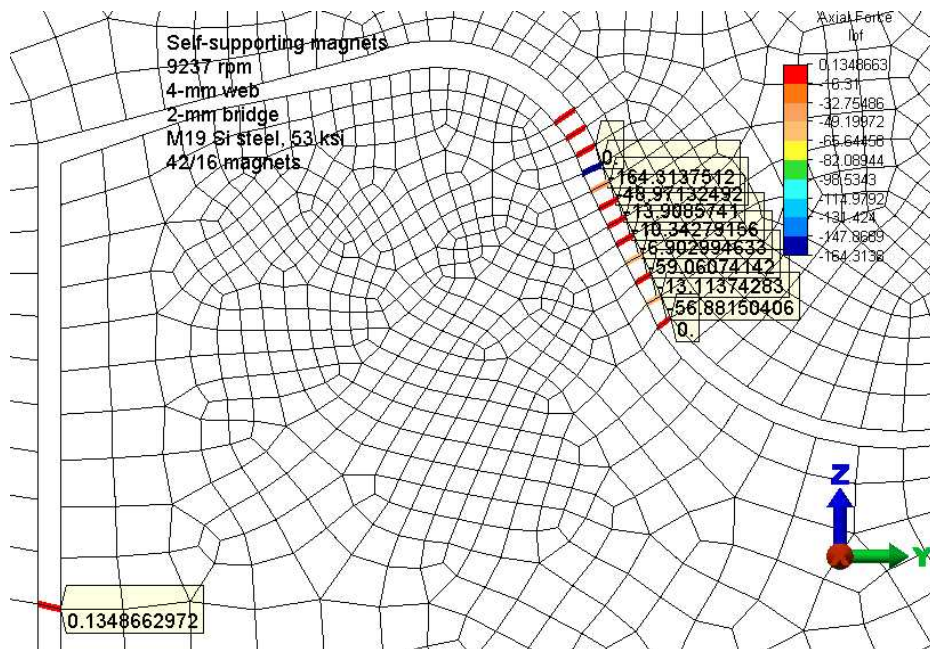 Self-supporting magnets
9237 rpm
4-mm web
2-mm bridge
M19 Si steel, 53 ksi
42/16 magnets
Axial Force
lbf
0.1348663
-16.31
-32.75486
-49.19972
-65.64458
-82.08944
-98.5343
-114.9792
-131.424
-147.8689
-164.3138
0.
-164.3137512
-48.97132492
-13.9085741
-10.34279156
-6.902994633
-59.06074142
-13.11374283
-56.88150406
0.
Z
Y
0.1348662972